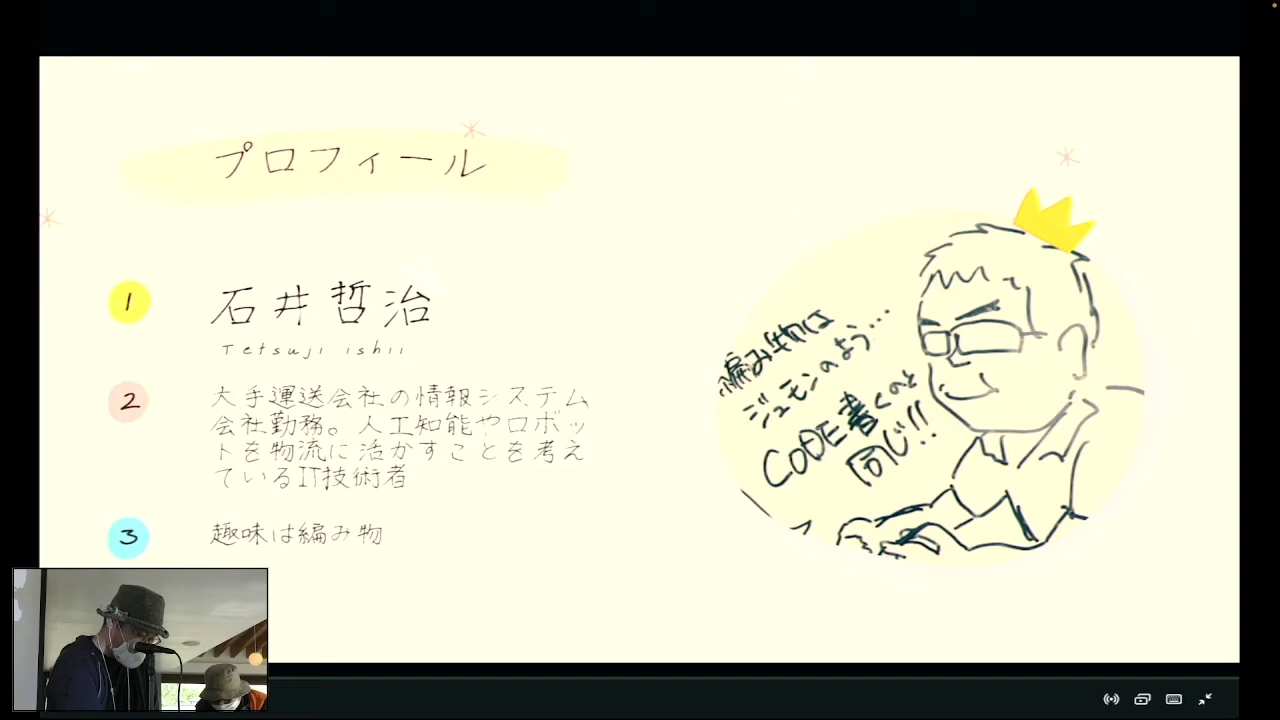 プロフィール
1
石井哲治
Tetsuji ishii
2
大手運送会社の情報システム
会社勤務。人工知能やロボッ
トを物流に活かすことを考え
ているIT技術者
3
趣味は編み物
編み物は
ジュモンのよう…
CODE書くのと
同じ!!